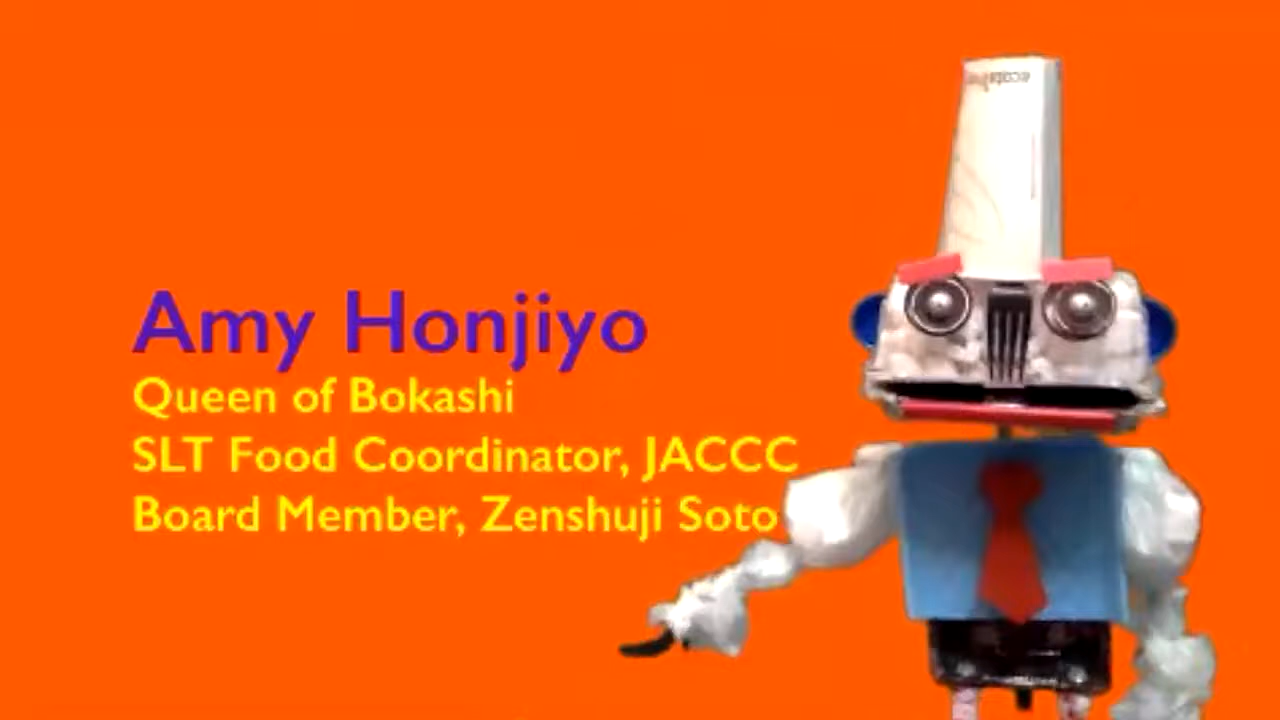 Amy Honjiyo
Queen of Bokashi
SLT Food Coordinator, JACCC
Board Member, Zenshuji Soto